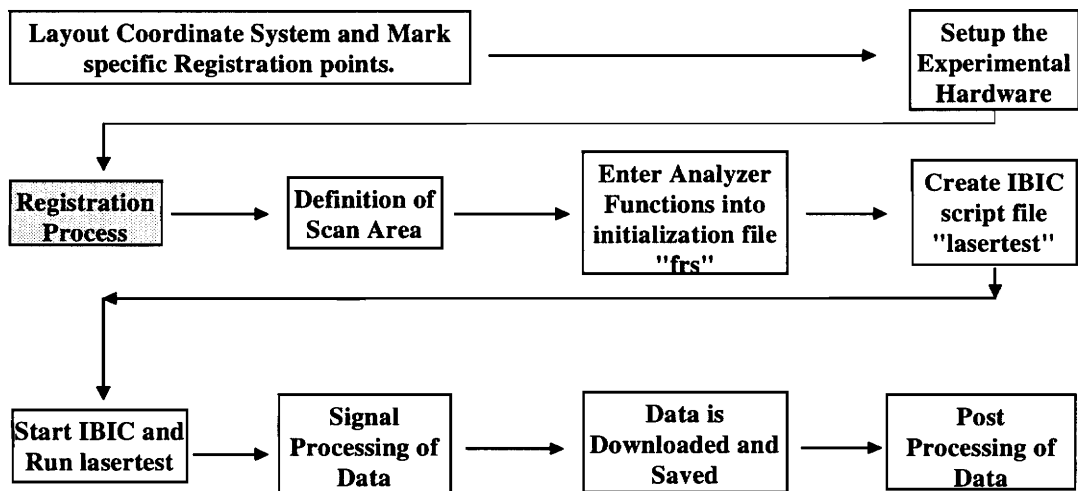 Layout Coordinate System and Mark
specific Registration points.
Setup the
Experimental
Hardware
Registration
Process
Definition of
Scan Area
Enter Analyzer
Functions into
initialization file
"frs"
Create IBIC
script file
"lasertest"
Start IBIC and
Run lasertest
Signal
Processing of
Data
Data is
Downloaded and
Saved
Post
Processing of
Data